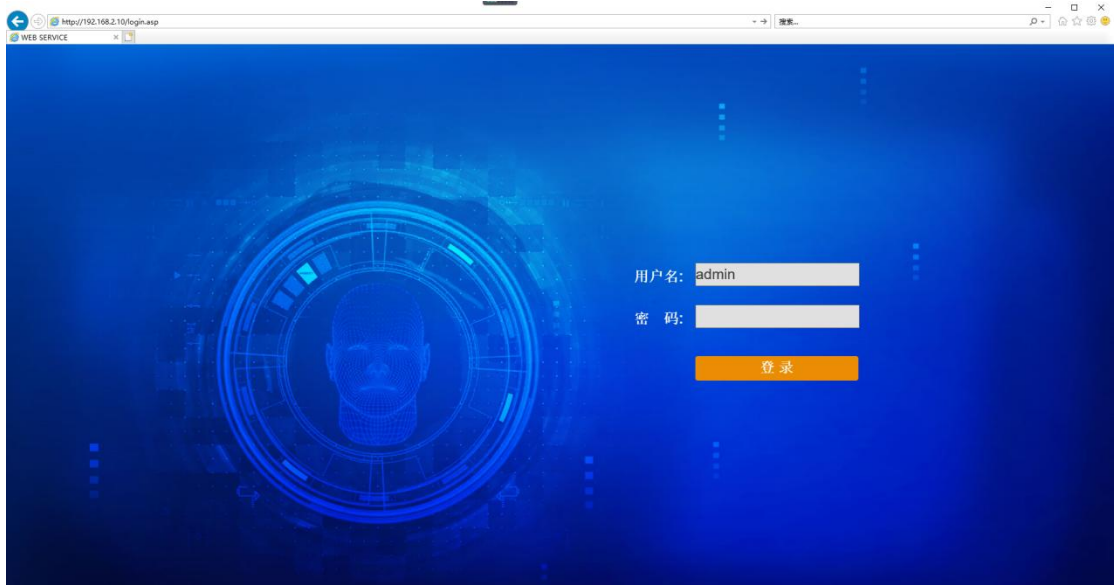 http://192.168.2.10/login.asp
搜索...
WEB SERVICE
用户名: admin
密 码:
登 录